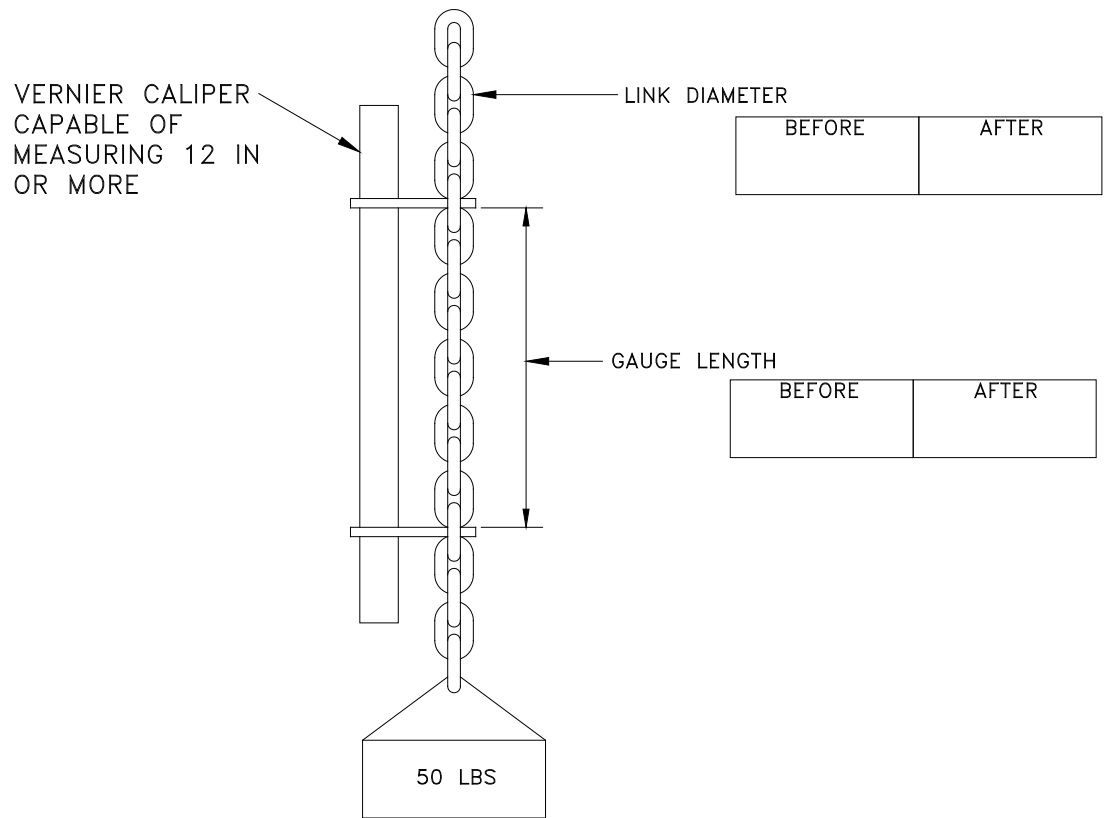 VERNIER CALIPER
CAPABLE OF
MEASURING 12 IN
OR MORE
LINK DIAMETER
BEFORE
AFTER
GAUGE LENGTH
BEFORE
AFTER
50 LBS